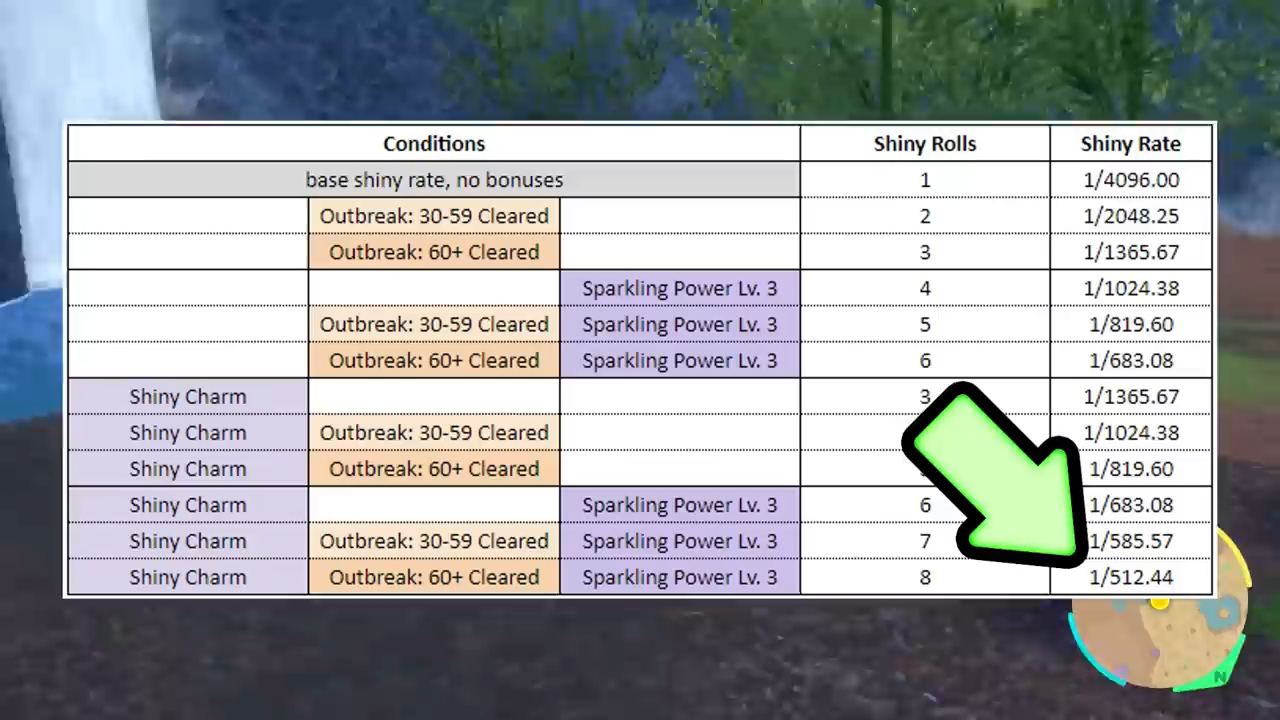 Conditions Shiny Rolls Shiny Rate
base shiny rate, no bonuses 1 1/4096.00
Outbreak: 30-59 Cleared 2 1/2048.25
Outbreak: 60+ Cleared 3 1/1365.67
Sparkling Power Lv. 3 4 1/1024.38
Outbreak: 30-59 Cleared Sparkling Power Lv. 3 5 1/819.60
Outbreak: 60+ Cleared Sparkling Power Lv. 3 6 1/683.08
Shiny Charm 3 1/1365.67
Shiny Charm Outbreak: 30-59 Cleared 1/1024.38
Shiny Charm Outbreak: 60+ Cleared 1/819.60
Shiny Charm Sparkling Power Lv. 3 6 1/683.08
Shiny Charm Outbreak: 30-59 Cleared Sparkling Power Lv. 3 7 1/585.57
Shiny Charm Outbreak: 60+ Cleared Sparkling Power Lv. 3 8 1/512.44
N